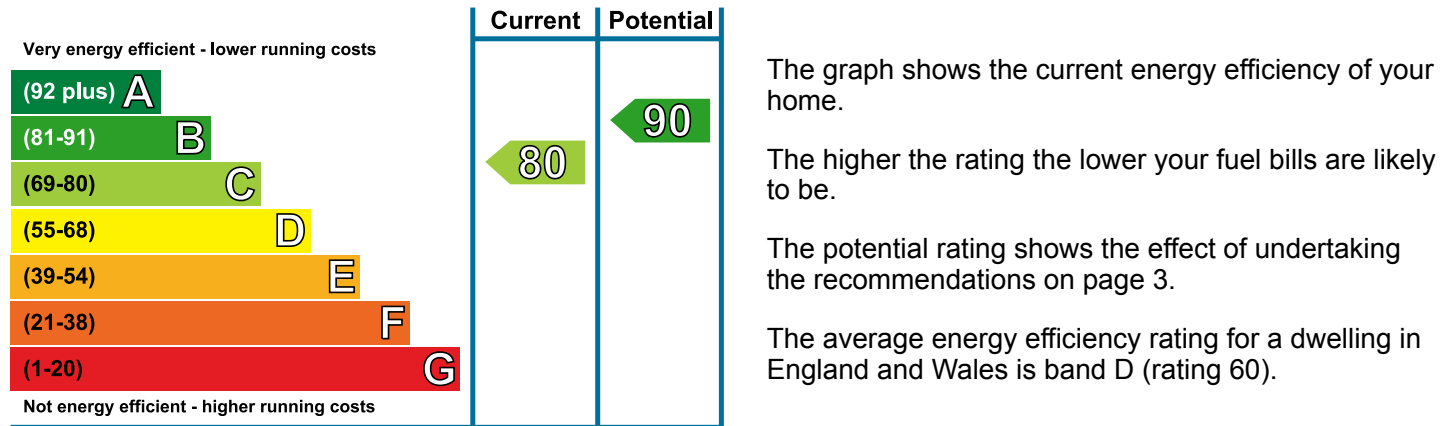 Current Potential
Very energy efficient - lower running costs
(92 plus) A
(81-91) B
(69-80) C
(55-68) D
(39-54) E
(21-38) F
(1-20) G
Not energy efficient - higher running costs
80
90
The graph shows the current energy efficiency of your
home.
The higher the rating the lower your fuel bills are likely
to be.
The potential rating shows the effect of undertaking
the recommendations on page 3.
The average energy efficiency rating for a dwelling in
England and Wales is band D (rating 60).